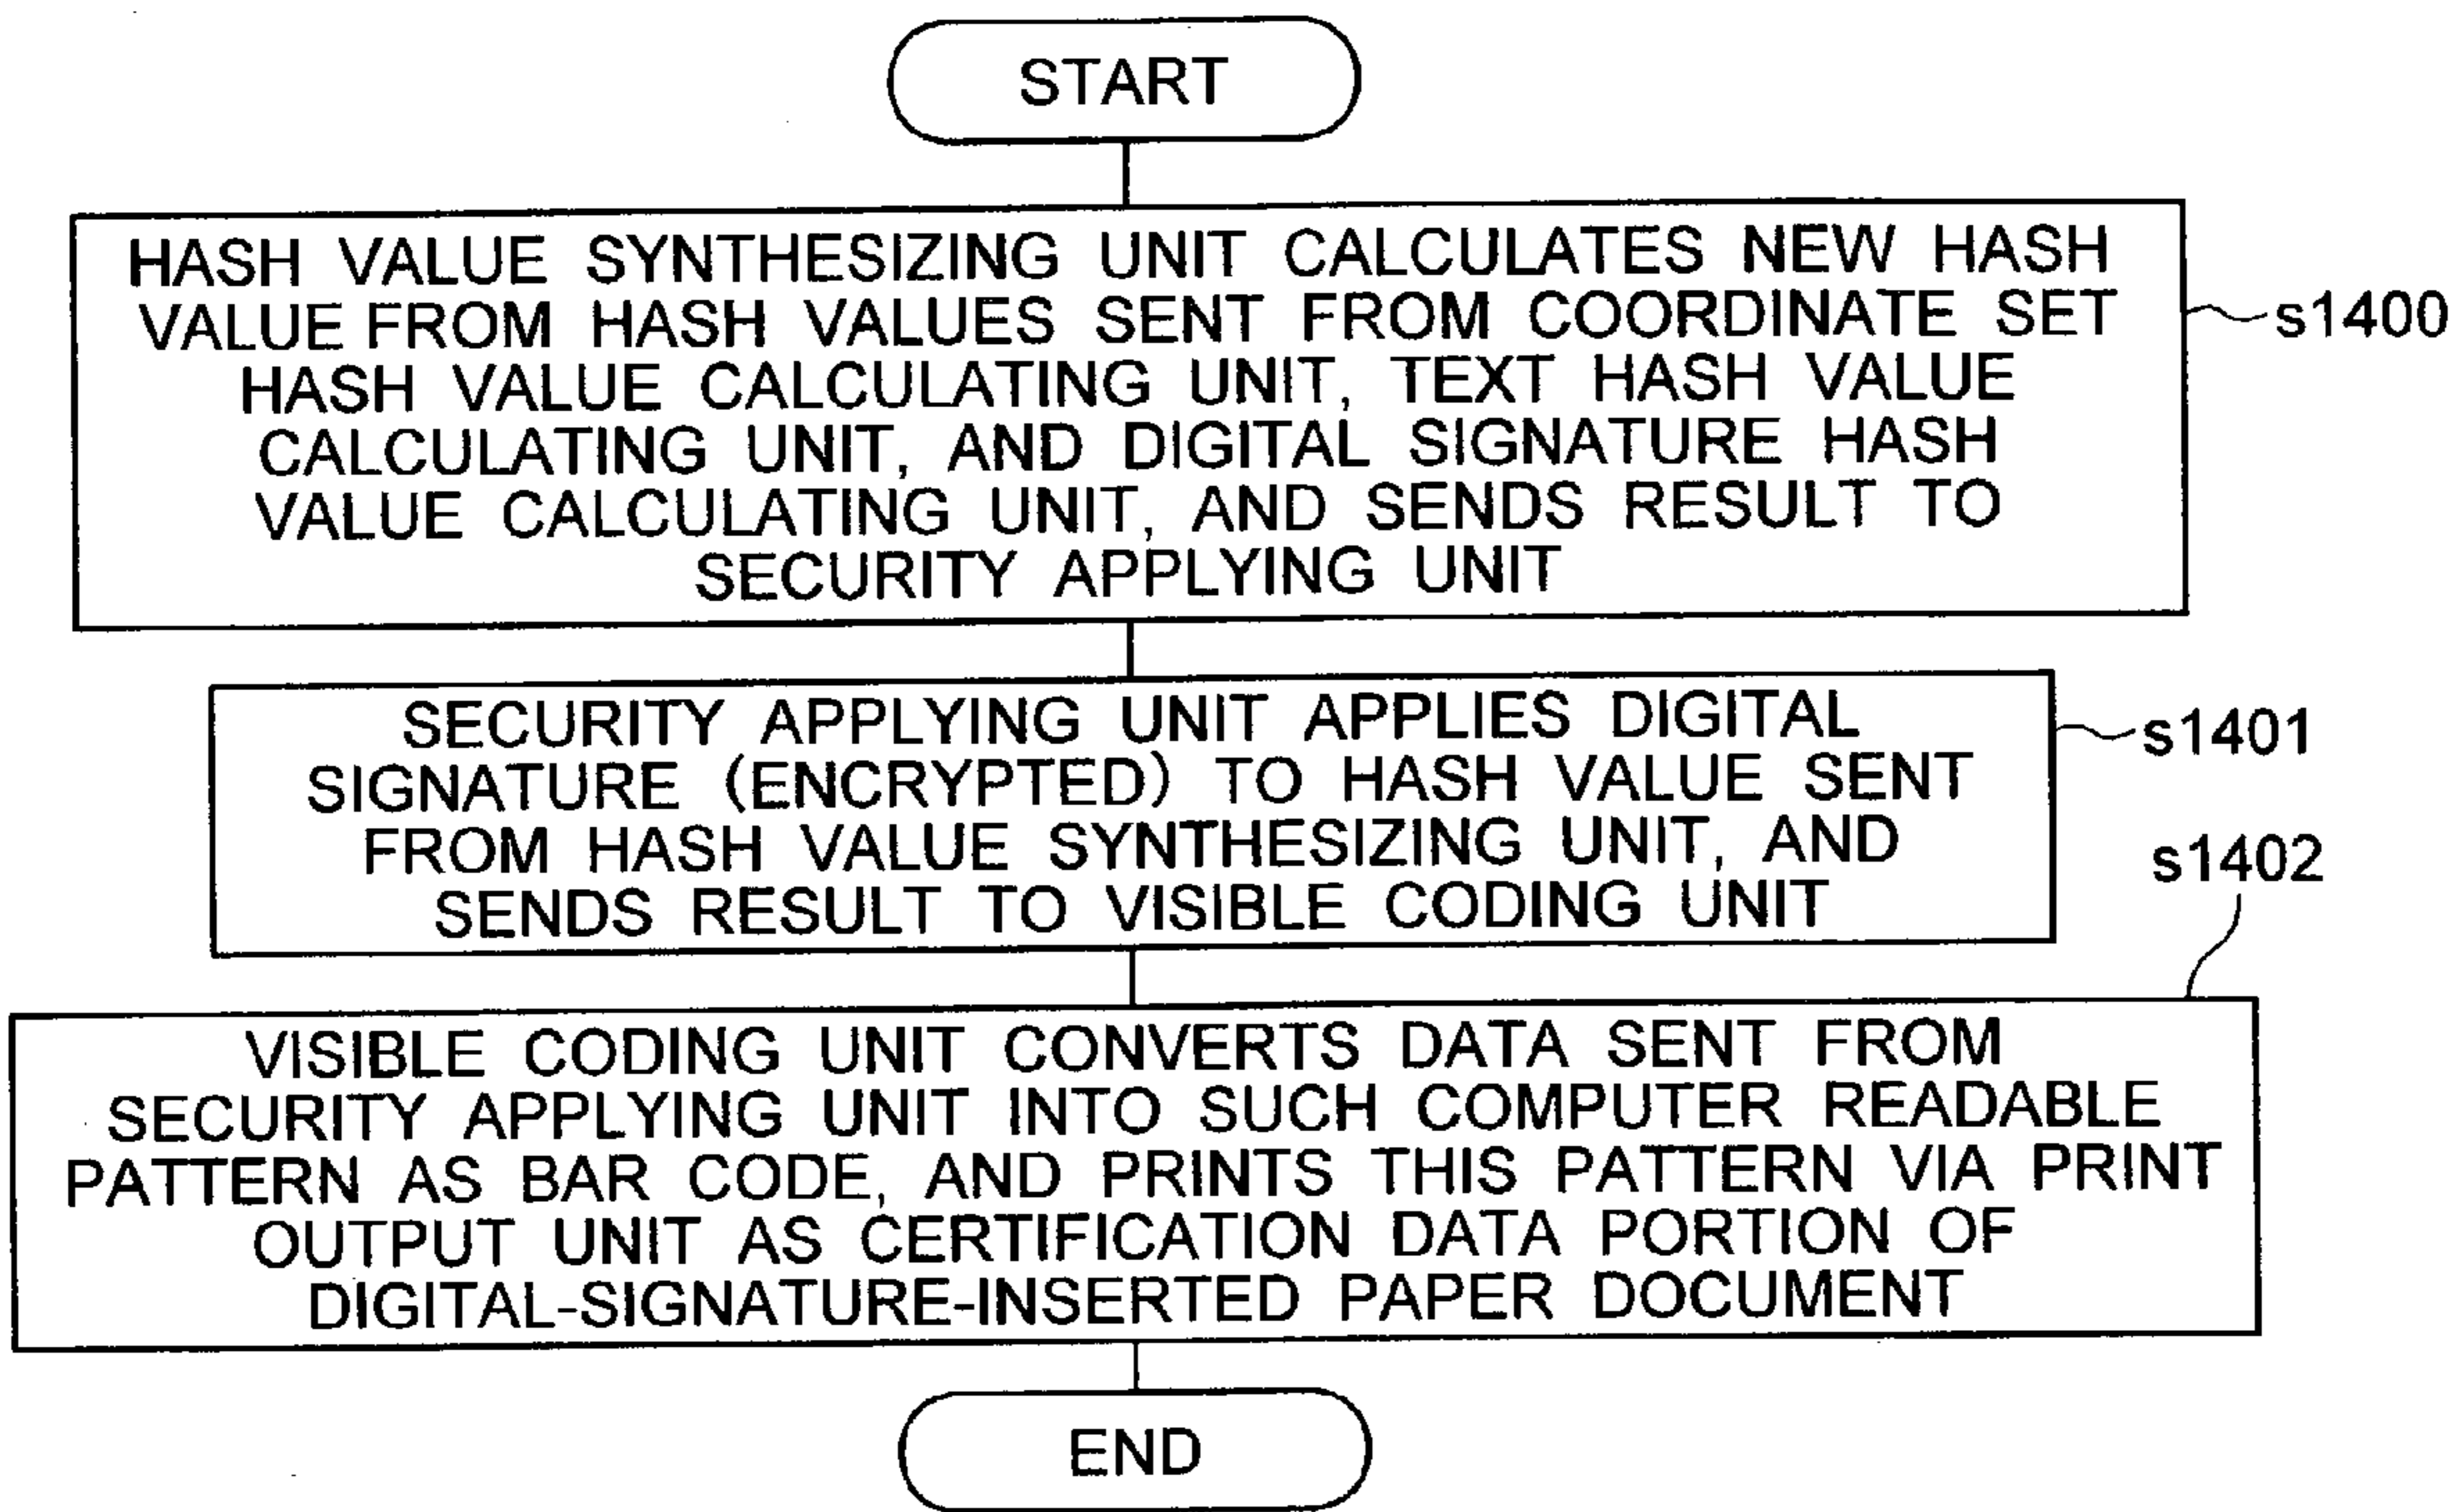 START
HASH VALUE SYNTHESIZING UNIT CALCULATES NEW HASH
VALUE FROM HASH VALUES SENT FROM COORDINATE SET
HASH VALUE CALCULATING UNIT, TEXT HASH VALUE
CALCULATING UNIT, AND DIGITAL SIGNATURE HASH
VALUE CALCULATING UNIT, AND SENDS RESULT TO
SECURITY APPLYING UNIT
s1400
SECURITY APPLYING UNIT APPLIES DIGITAL
SIGNATURE (ENCRYPTED) TO HASH VALUE SENT
FROM HASH VALUE SYNTHESIZING UNIT, AND
SENDS RESULT TO VISIBLE CODING UNIT
s1401
s1402
VISIBLE CODING UNIT CONVERTS DATA SENT FROM
SECURITY APPLYING UNIT INTO SUCH COMPUTER READABLE
PATTERN AS BAR CODE, AND PRINTS THIS PATTERN VIA PRINT
OUTPUT UNIT AS CERTIFICATION DATA PORTION OF
DIGITAL-SIGNATURE-INSERTED PAPER DOCUMENT
END